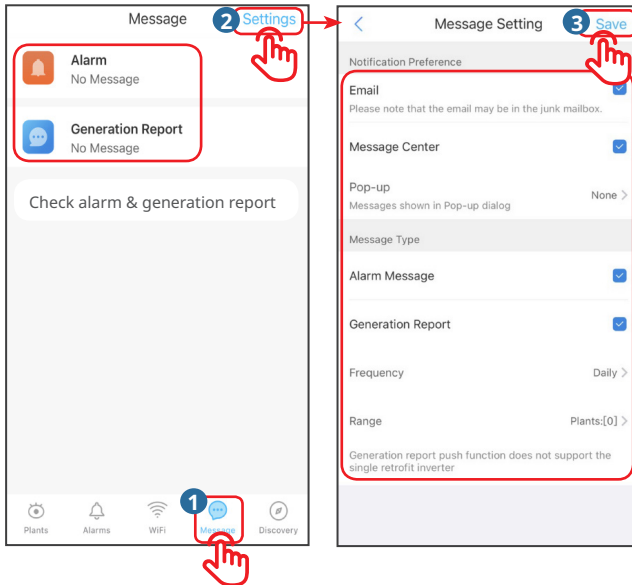 Message
2
Settings
Alarm
No Message
Generation Report
No Message
Check alarm & generation report
1
Plants
Alarms
WiFi
Message
Discovery
Message Setting
3
Save
Notification Preference
Email
Please note that the email may be in the junk mailbox.
Message Center
Pop-up
None
Messages shown in Pop-up dialog
Message Type
Alarm Message
Generation Report
Frequency
Daily
Range
Plants:[0]
Generation report push function does not support the
single retrofit inverter